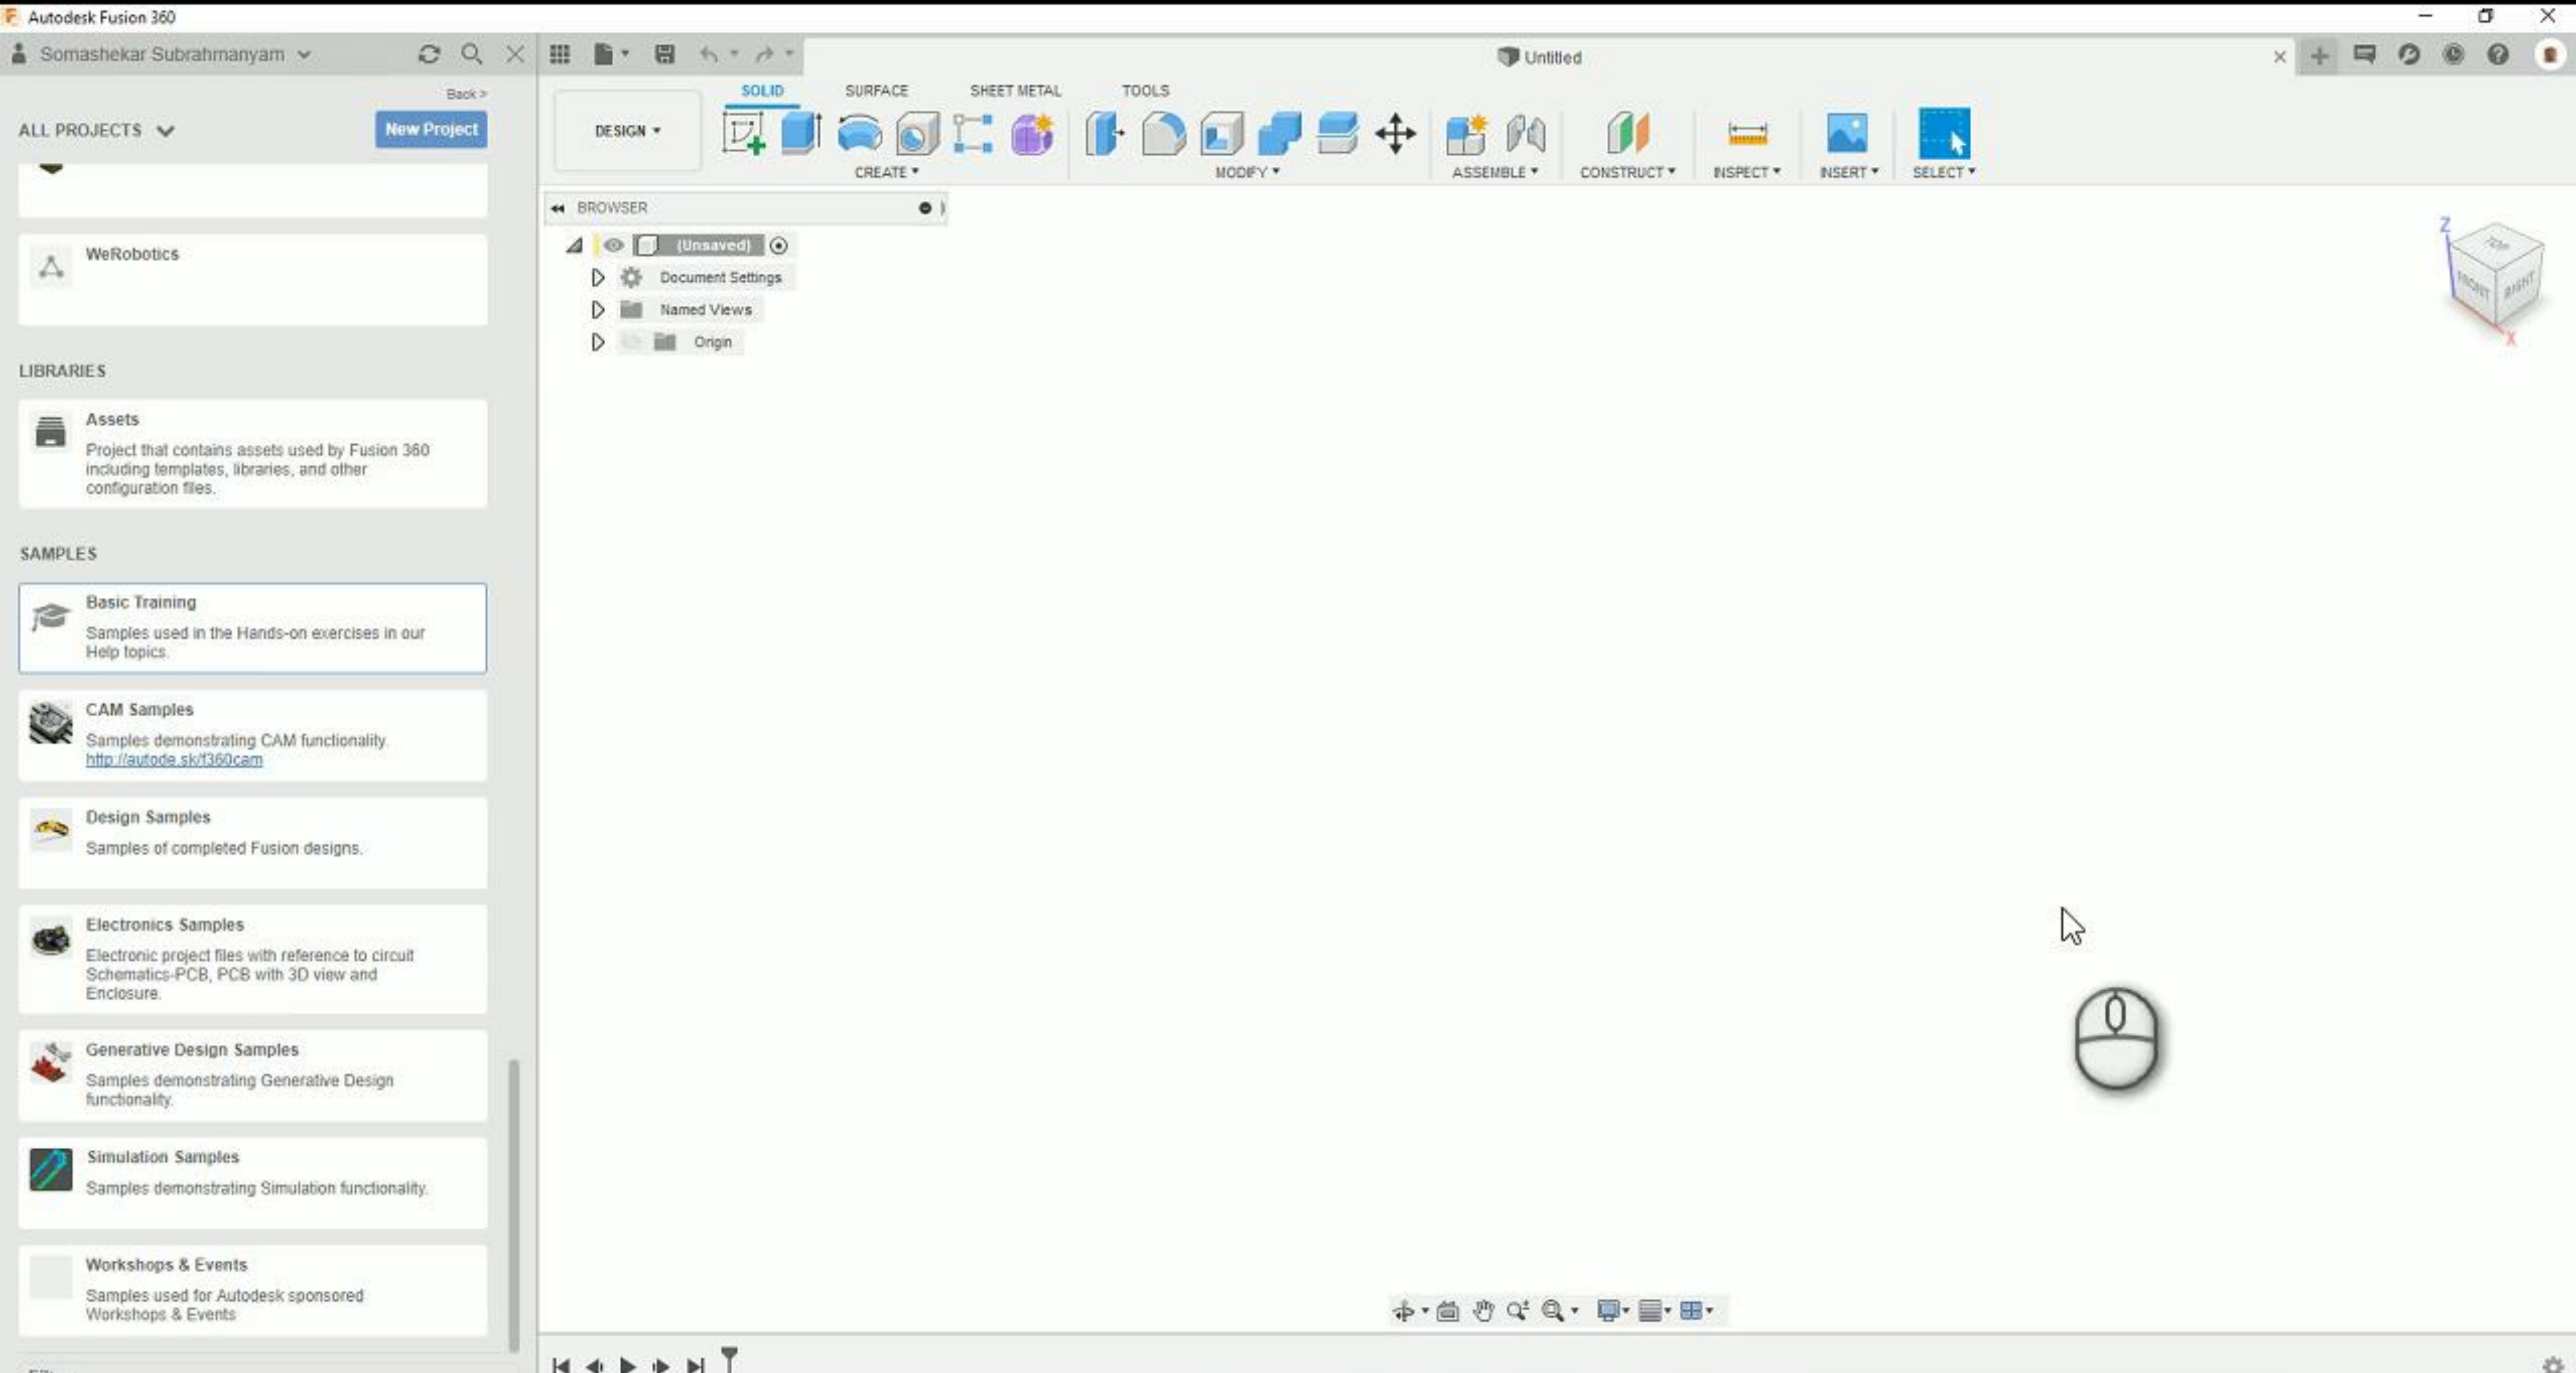 Autodesk Fusion 360
Somashekar Subrahmanyam
Untitled
Back >
ALL PROJECTS
New Project
WeRobotics
LIBRARIES
Assets
Project that contains assets used by Fusion 360
including templates, libraries, and other
configuration files.
SAMPLES
Basic Training
Samples used in the Hands-on exercises in our
Help topics.
CAM Samples
Samples demonstrating CAM functionality.
http://autode.sk/f360cam
Design Samples
Samples of completed Fusion designs.
Electronics Samples
Electronic project files with reference to circuit
Schematics-PCB, PCB with 3D view and
Enclosure.
Generative Design Samples
Samples demonstrating Generative Design
functionality.
Simulation Samples
Samples demonstrating Simulation functionality.
Workshops & Events
Samples used for Autodesk sponsored
Workshops & Events
SOLID SURFACE SHEET METAL TOOLS
DESIGN
CREATE MODIFY ASSEMBLE CONSTRUCT INSPECT INSERT SELECT
BROWSER
(Unsaved)
Document Settings
Named Views
Origin
Z
TOP
FRONT RIGHT
X